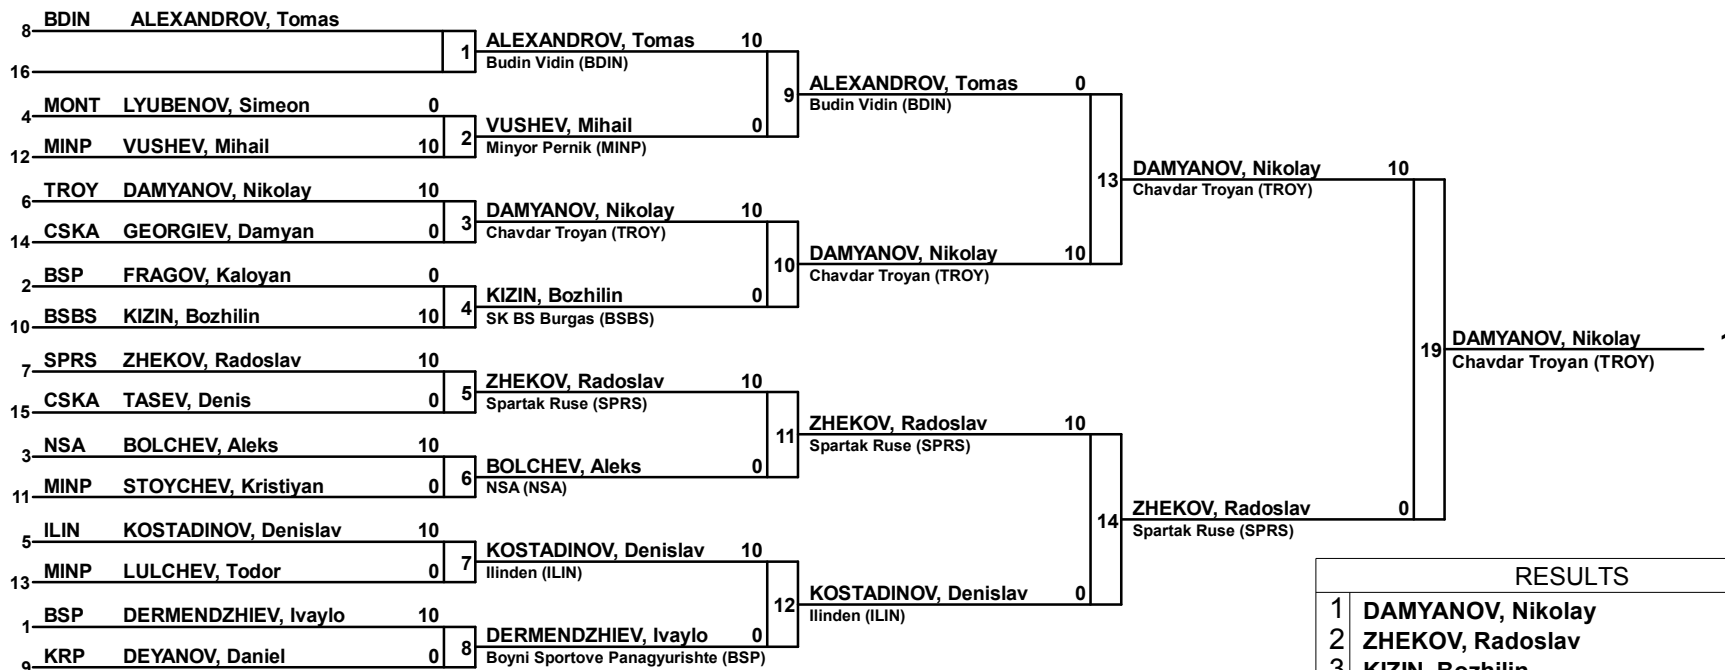 8 BDIN ALEXANDROV, Tomas
16
1 ALEXANDROV, Tomas 10
Budin Vidin (BDIN)
4 MONT LYUBENOV, Simeon 0
12 MINP VUSHEV, Mihail 10
2 VUSHEV, Mihail 0
Minyor Pernik (MINP)
9 ALEXANDROV, Tomas 0
Budin Vidin (BDIN)
6 TROY DAMYANOV, Nikolay 10
14 CSKA GEORGIEV, Damyan 0
3 DAMYANOV, Nikolay 10
Chavdar Troyan (TROY)
2 BSP FRAGOV, Kaloyan 0
10 BSBS KIZIN, Bozhilin 10
4 KIZIN, Bozhilin 0
SK BS Burgas (BSBS)
10 DAMYANOV, Nikolay 10
Chavdar Troyan (TROY)
13 DAMYANOV, Nikolay 10
Chavdar Troyan (TROY)
7 SPRS ZHEKOV, Radoslav 10
15 CSKA TASEV, Denis 0
5 ZHEKOV, Radoslav 10
Spartak Ruse (SPRS)
3 NSA BOLCHEV, Aleks 10
11 MINP STOYCHEV, Kristiyan 0
6 BOLCHEV, Aleks 0
NSA (NSA)
11 ZHEKOV, Radoslav 10
Spartak Ruse (SPRS)
5 ILIN KOSTADINOV, Denislav 10
13 MINP LULCHEV, Todor 0
7 KOSTADINOV, Denislav 10
Ilinden (ILIN)
1 BSP DERMENDZHIEV, Ivaylo 10
9 KRP DEYANOV, Daniel 0
8 DERMENDZHIEV, Ivaylo 0
Boyni Sportove Panagyurishte (BSP)
12 KOSTADINOV, Denislav 0
Ilinden (ILIN)
14 ZHEKOV, Radoslav 0
Spartak Ruse (SPRS)
19 DAMYANOV, Nikolay
Chavdar Troyan (TROY)
RESULTS
1 DAMYANOV, Nikolay
2 ZHEKOV, Radoslav
3 KIZIN, Bozhilin